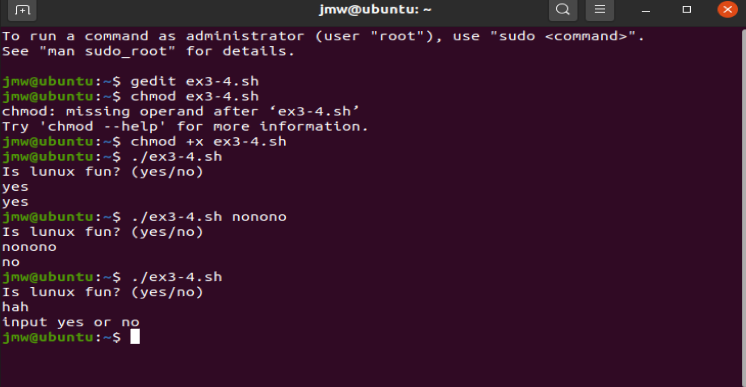 jmw@ubuntu: ~
To run a command as administrator (user "root"), use "sudo <command>".
See "man sudo_root" for details.
jmw@ubuntu:~$ gedit ex3-4.sh
jmw@ubuntu:~$ chmod ex3-4.sh
chmod: missing operand after ‘ex3-4.sh’
Try 'chmod --help' for more information.
jmw@ubuntu:~$ chmod +x ex3-4.sh
jmw@ubuntu:~$ ./ex3-4.sh
Is lunux fun? (yes/no)
yes
yes
jmw@ubuntu:~$ ./ex3-4.sh nonono
Is lunux fun? (yes/no)
nonono
no
jmw@ubuntu:~$ ./ex3-4.sh
Is lunux fun? (yes/no)
hah
input yes or no
jmw@ubuntu:~$